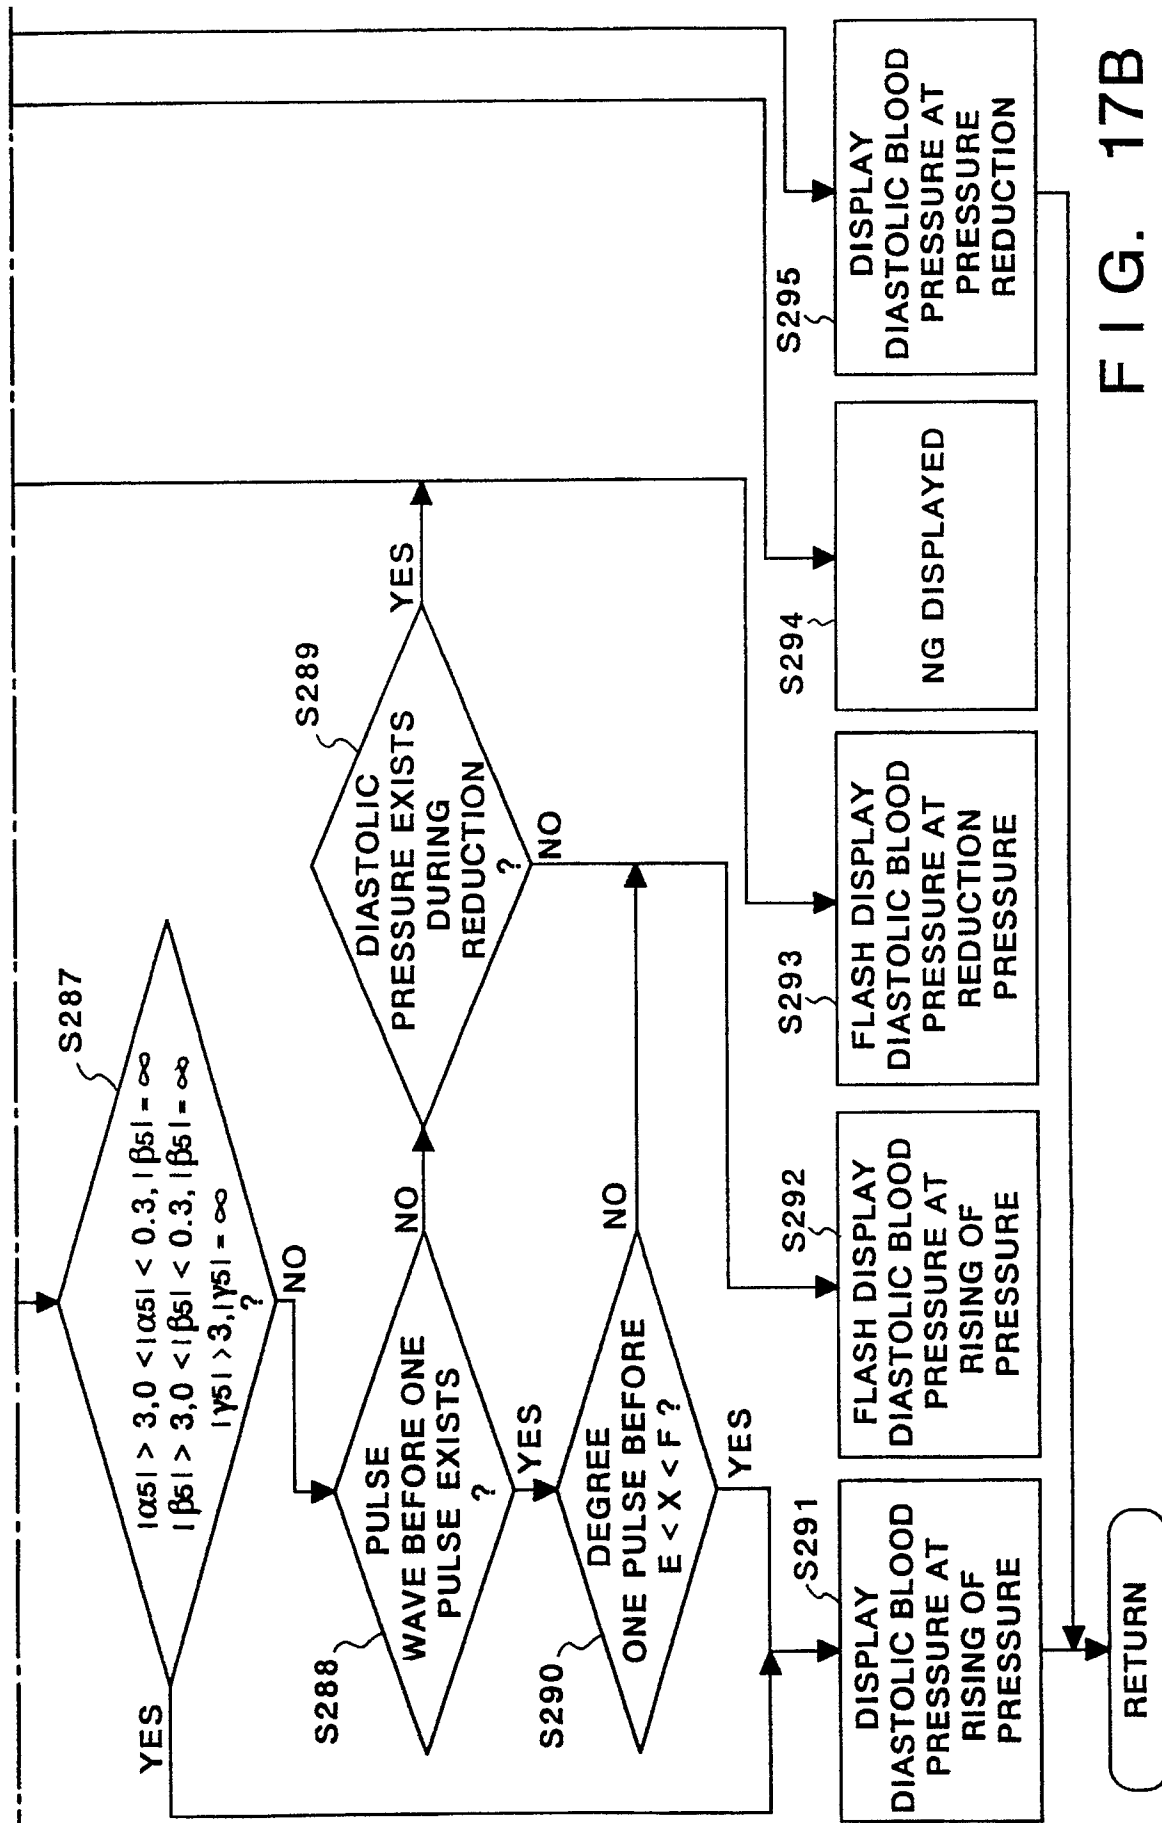 S287
|α5| > 3, 0 < |α5| < 0.3, |β5| = ∞
|β5| > 3, 0 < |β5| < 0.3, |β5| = ∞
|γ5| > 3, |γ5| = ∞
?
YES
NO
S288
PULSE
WAVE BEFORE ONE
PULSE EXISTS
?
NO
YES
S289
DIASTOLIC
PRESSURE EXISTS
DURING
REDUCTION
?
YES
NO
S290
DEGREE
ONE PULSE BEFORE
E < X < F ?
NO
YES
S291
DISPLAY
DIASTOLIC BLOOD
PRESSURE AT
RISING OF
PRESSURE
S292
FLASH DISPLAY
DIASTOLIC BLOOD
PRESSURE AT
RISING OF
PRESSURE
S293
FLASH DISPLAY
DIASTOLIC BLOOD
PRESSURE AT
REDUCTION
PRESSURE
S294
NG DISPLAYED
S295
DISPLAY
DIASTOLIC BLOOD
PRESSURE AT
PRESSURE
REDUCTION
RETURN
FIG. 17B